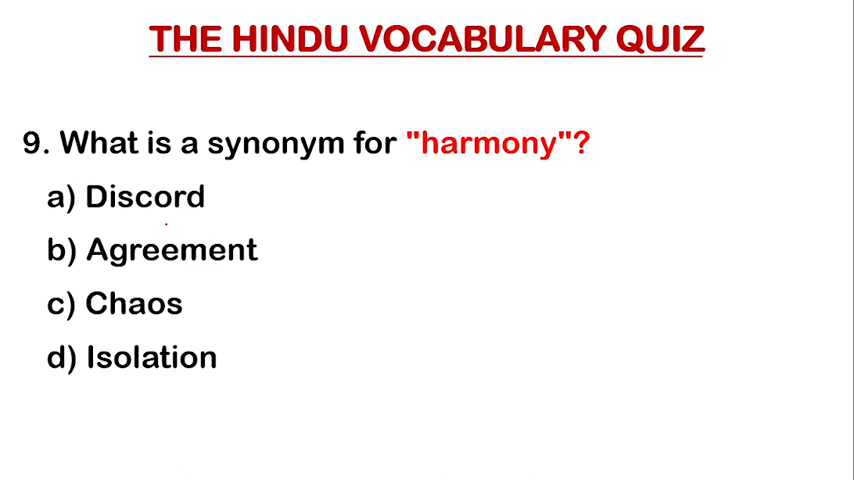 THE HINDU VOCABULARY QUIZ
9. What is a synonym for "harmony"?
a) Discord
b) Agreement
c) Chaos
d) Isolation